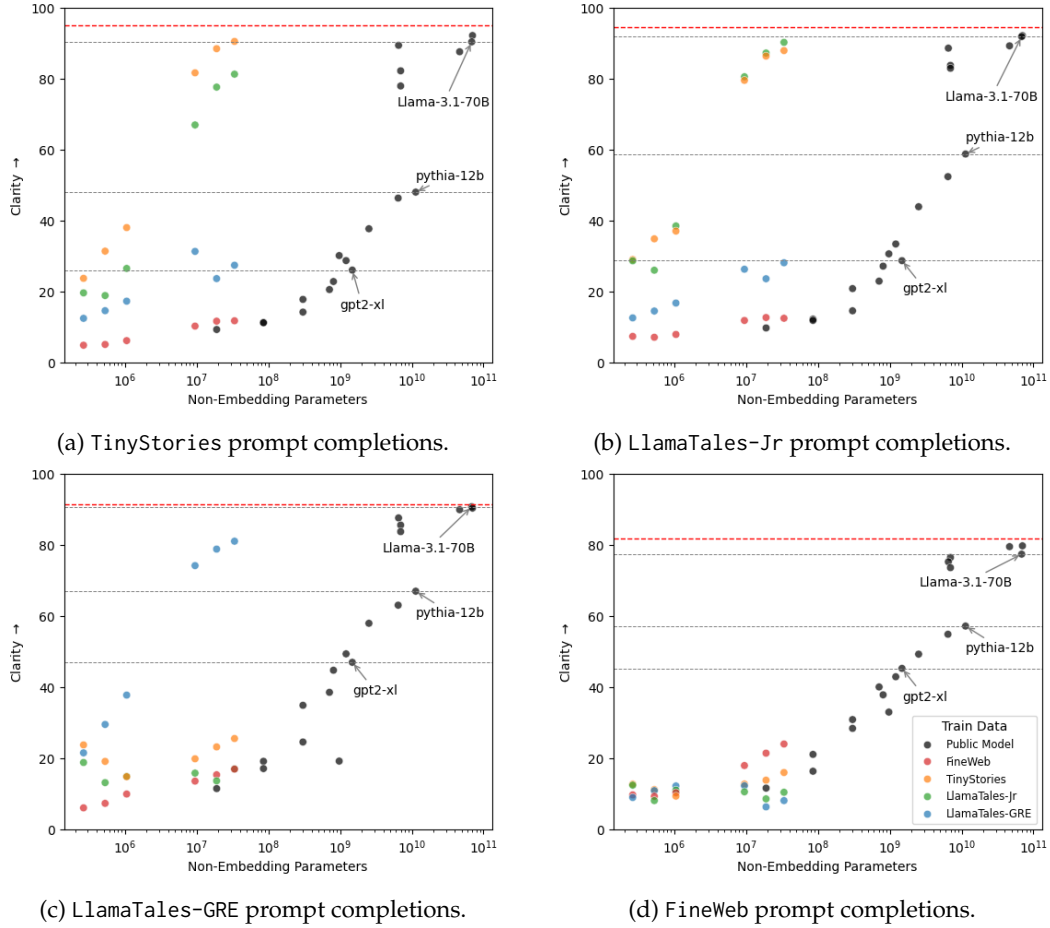 100
80
60
40
20
0
Clarity →
Llama-3.1-70B
pythia-12b
gpt2-xl
10^6 10^7 10^8 10^9 10^10 10^11
Non-Embedding Parameters
(a) TinyStories prompt completions.
100
80
60
40
20
0
Clarity →
Llama-3.1-70B
pythia-12b
gpt2-xl
10^6 10^7 10^8 10^9 10^10 10^11
Non-Embedding Parameters
(b) LlamaTales-Jr prompt completions.
100
80
60
40
20
0
Clarity →
Llama-3.1-70B
pythia-12b
gpt2-xl
10^6 10^7 10^8 10^9 10^10 10^11
Non-Embedding Parameters
(c) LlamaTales-GRE prompt completions.
100
80
60
40
20
0
Clarity →
Llama-3.1-70B
pythia-12b
gpt2-xl
Train Data
Public Model
FineWeb
TinyStories
LlamaTales-Jr
LlamaTales-GRE
10^6 10^7 10^8 10^9 10^10 10^11
Non-Embedding Parameters
(d) FineWeb prompt completions.